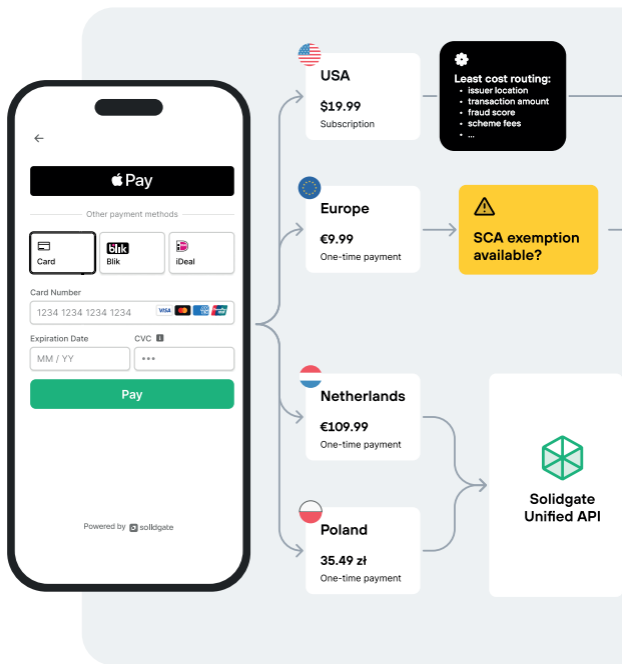 Pay
Other payment methods
Card
blik
Blik
iDeal
Card Number
1234 1234 1234 1234
VISA
Expiration Date
CVC
MM / YY
Pay
Powered by solidgate
USA
$19.99
Subscription
Least cost routing:
• issuer location
• transaction amount
• fraud score
• scheme fees
• ...
Europe
€9.99
One-time payment
SCA exemption
available?
Netherlands
€109.99
One-time payment
Poland
35.49 zł
One-time payment
Solidgate
Unified API